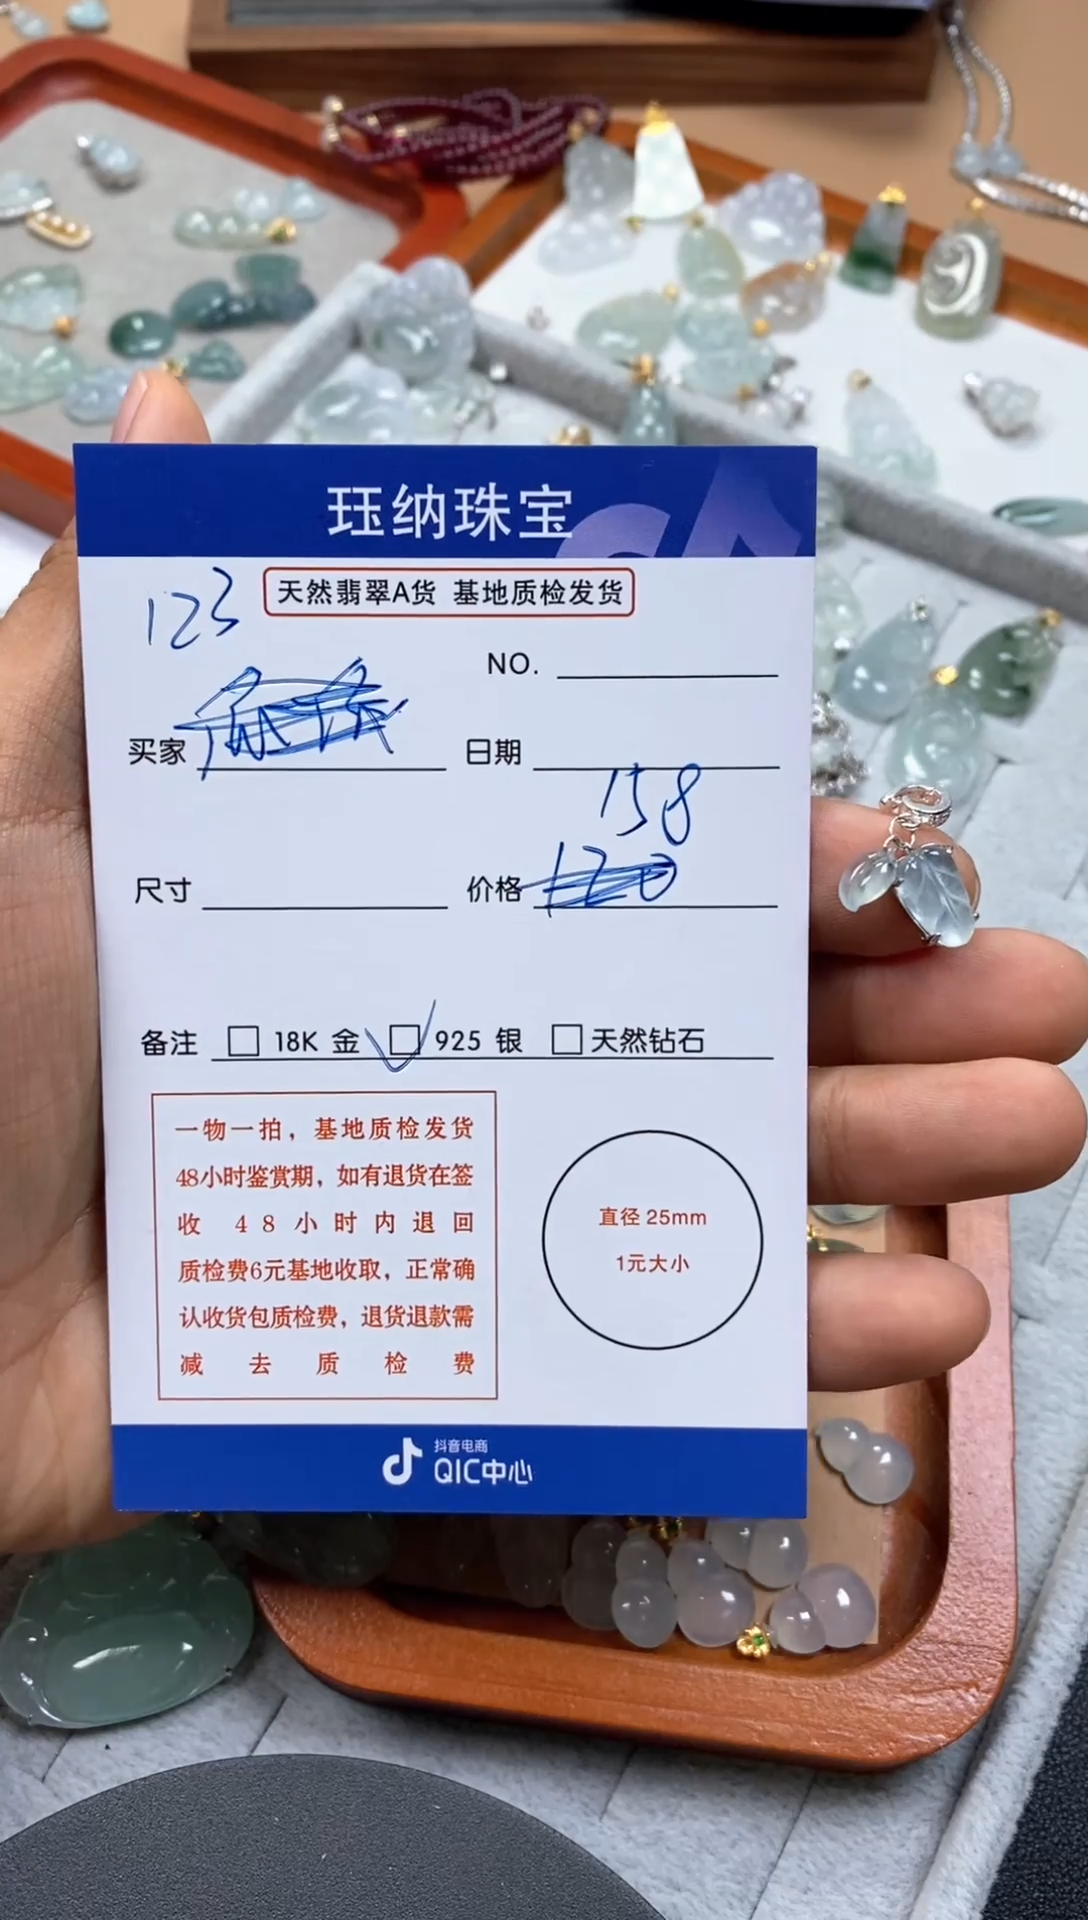 珏纳珠宝
天然翡翠A货 基地质检发货
123
NO.
买家
日期
158
尺寸
价格 120
备注 18K 金 925 银 天然钻石
一物一拍，基地质检发货
48小时鉴赏期，如有退货在签
收48小时内退回
质检费6元基地收取，正常确
认收货包质检费，退货退款需
减去质检费
直径 25mm
1元大小
抖音电商
QIC中心